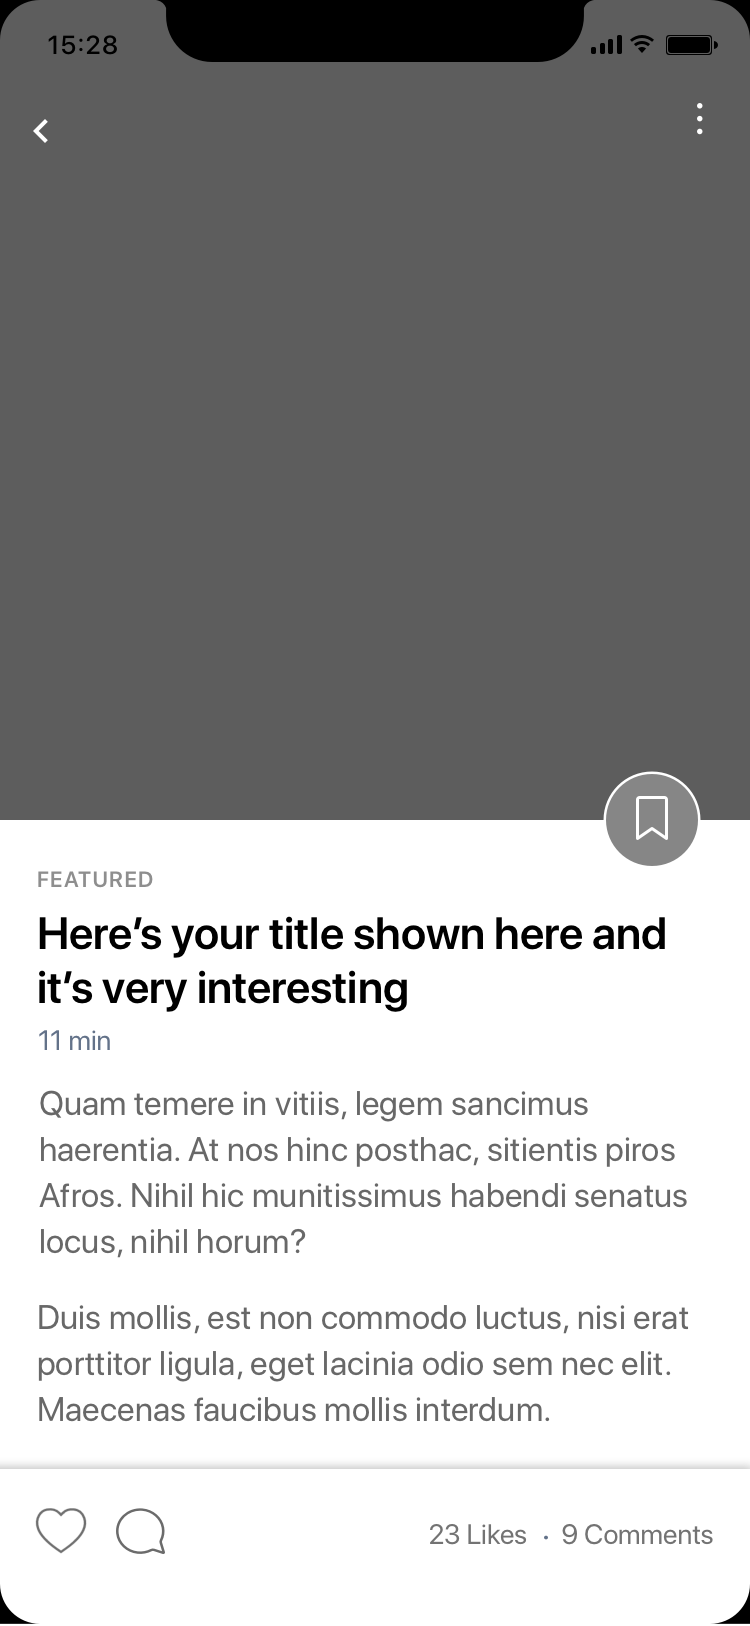 15:28
FEATURED
Here’s your title shown here and
it’s very interesting
11 min
Quam temere in vitiis, legem sancimus
haerentia. At nos hinc posthac, sitientis piros
Afros. Nihil hic munitissimus habendi senatus
locus, nihil horum?
Duis mollis, est non commodo luctus, nisi erat
porttitor ligula, eget lacinia odio sem nec elit.
Maecenas faucibus mollis interdum.
23 Likes · 9 Comments